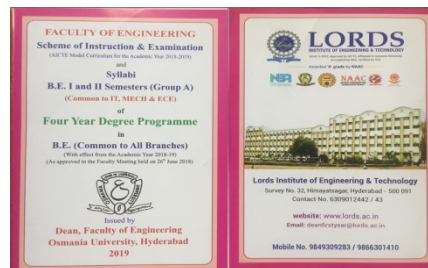 FACULTY OF ENGINEERING
Scheme of Instruction & Examination
(AICTE Model Curriculum for the Academic Year 2018-2019)
and
Syllabi
B.E. I and II Semesters (Group A)
(Common to IT, MECH & ECE)
of
Four Year Degree Programme
in
B.E. (Common to All Branches)
(With effect from the Academic Year 2018-19)
(As approved in the Faculty Meeting held on 26th June 2018)
Issued by
Dean, Faculty of Engineering
Osmania University, Hyderabad
2019
LORDS
INSTITUTE OF ENGINEERING & TECHNOLOGY
Accredited 'A' grade by NAAC
NBA
NAAC
Lords Institute of Engineering & Technology
Survey No. 32, Himayatsagar, Hyderabad - 500 091
Contact No. 6309012442 / 43
website: www.lords.ac.in
Email: deanfirstyear@lords.ac.in
Mobile No. 9849309283 / 9866301410